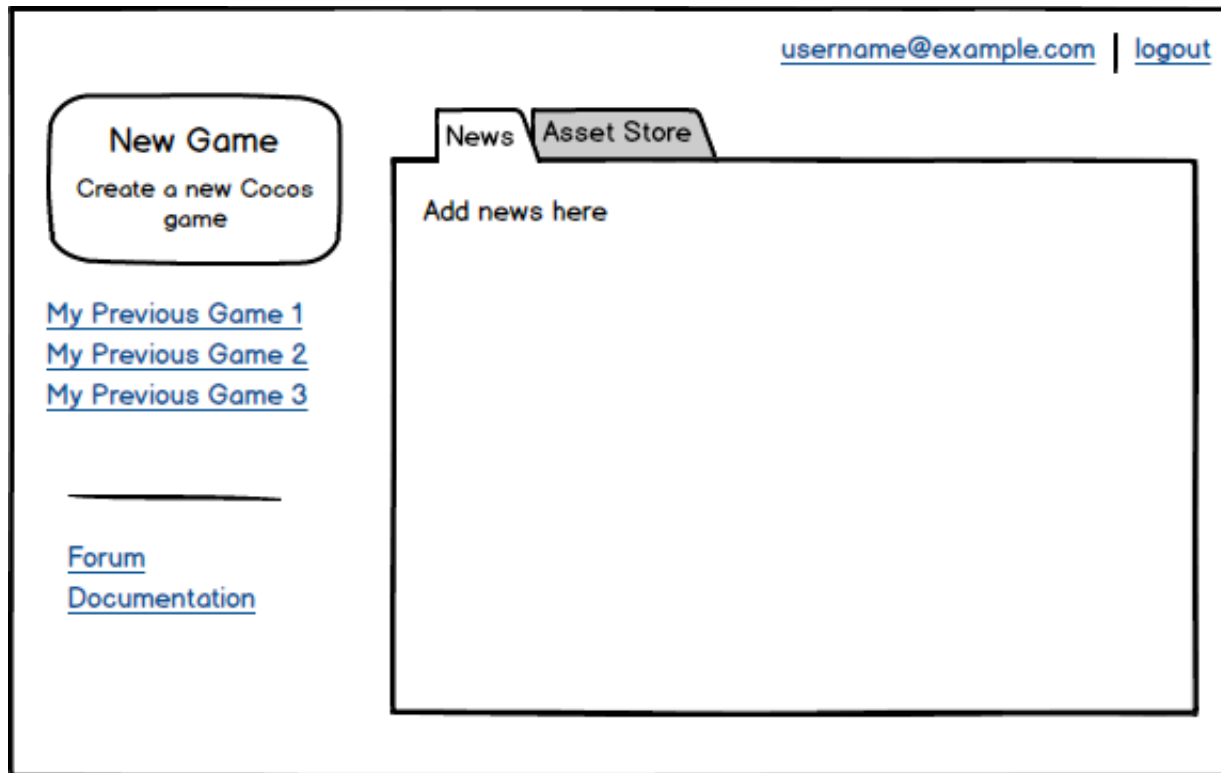 username@example.com | logout
New Game
Create a new Cocos
game
My Previous Game 1
My Previous Game 2
My Previous Game 3
Forum
Documentation
News
Asset Store
Add news here